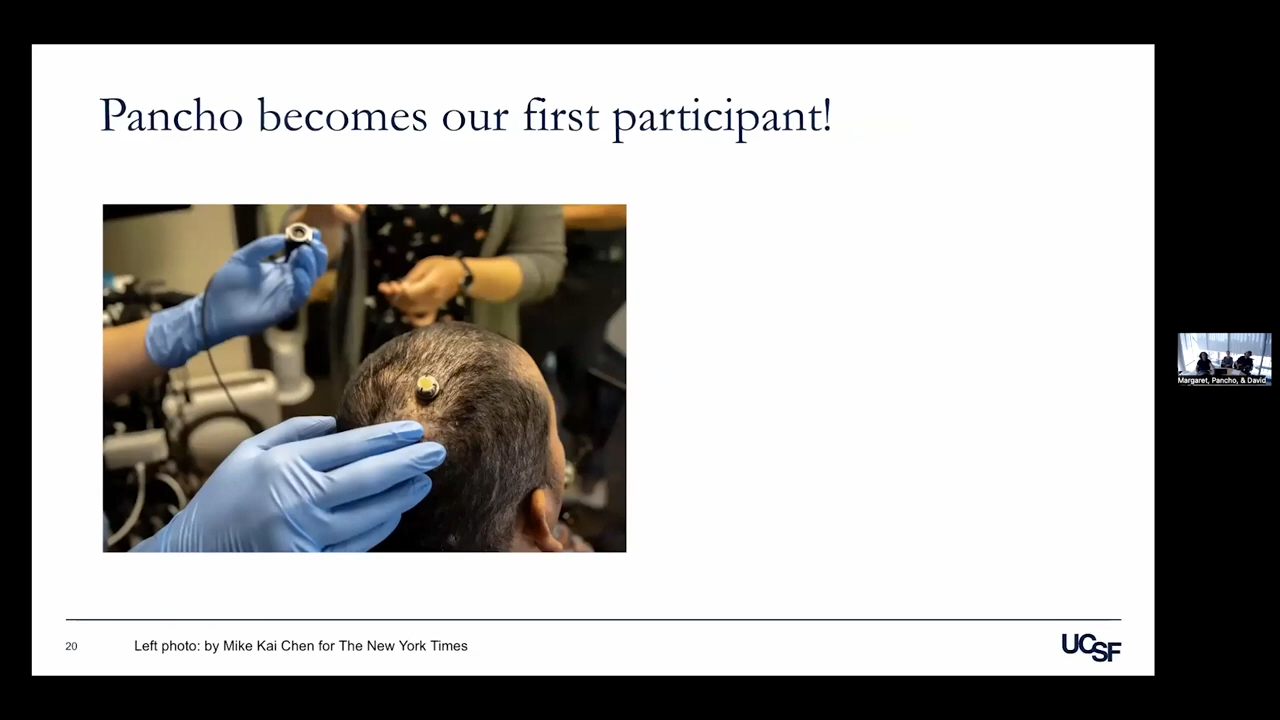 Pancho becomes our first participant!
Margaret, Pancho, & David
20
Left photo: by Mike Kai Chen for The New York Times
UCSF